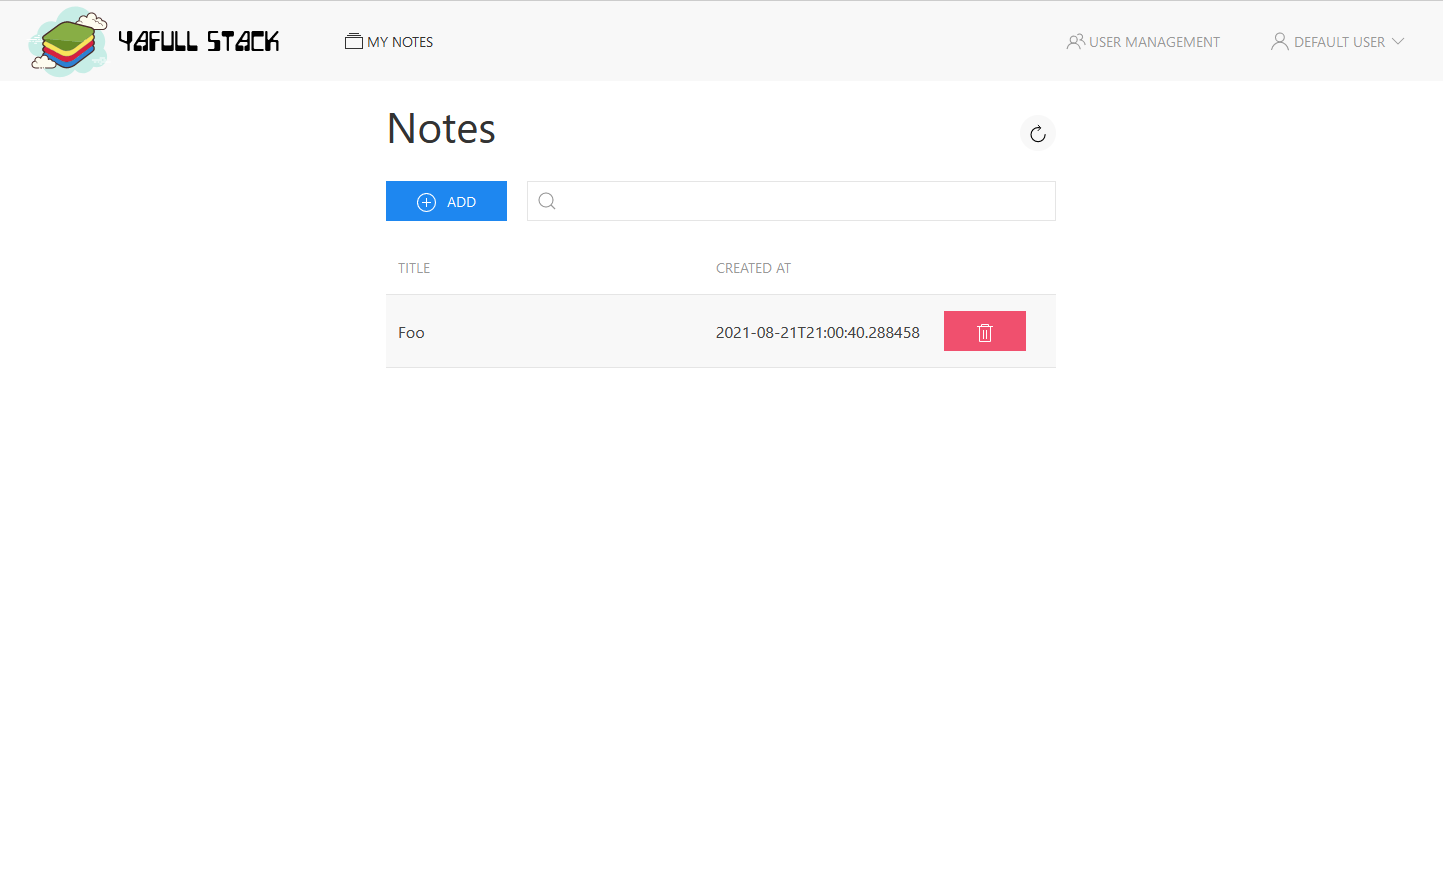 YAFULL STACK
MY NOTES
USER MANAGEMENT
DEFAULT USER
Notes
ADD
TITLE CREATED AT
Foo 2021-08-21T21:00:40.288458